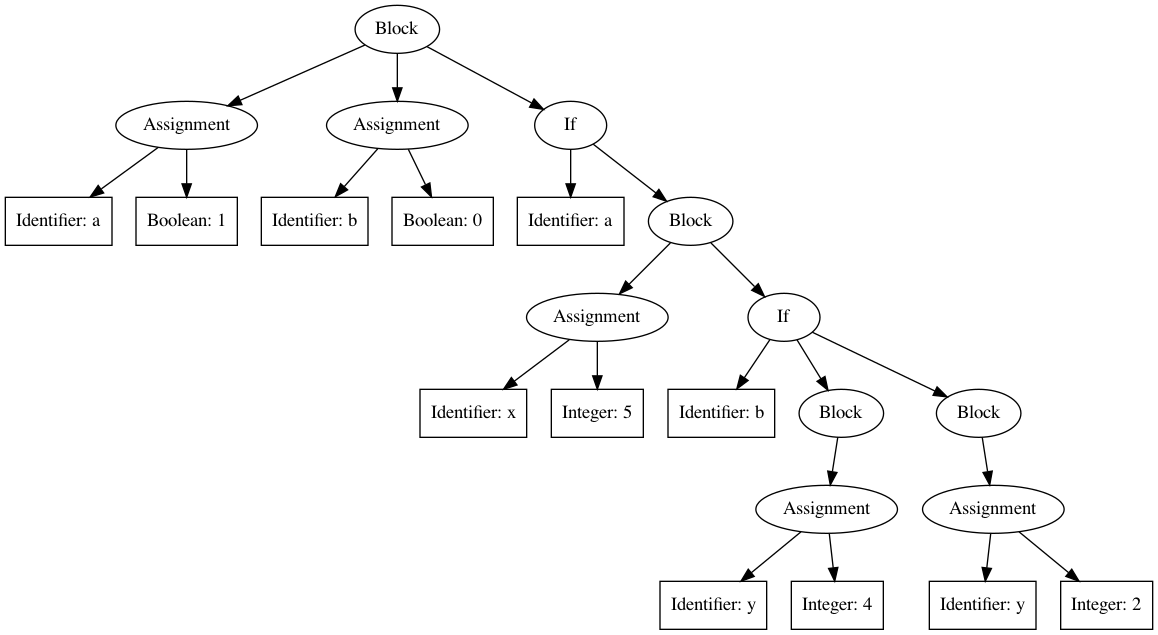 Block
Assignment
Assignment
If
Identifier: a
Boolean: 1
Identifier: b
Boolean: 0
Identifier: a
Block
Assignment
If
Identifier: x
Integer: 5
Identifier: b
Block
Block
Assignment
Assignment
Identifier: y
Integer: 4
Identifier: y
Integer: 2